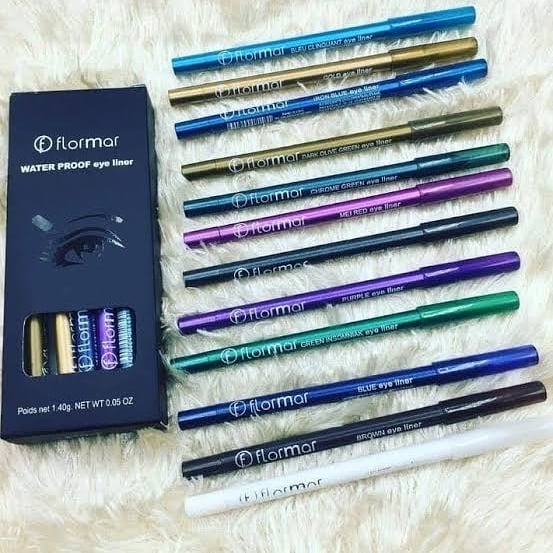 flormar
WATER PROOF eye liner
flormar
flormar
flormar
Poids net 1.40g. NET WT 0.05 OZ
flormar
BLEU CLINQUANT eye liner
flormar
GOLD eye liner
flormar
IRON BLUE eye liner
flormar
DARK OLIVE GREEN eye liner
flormar
CHROME GREEN eye liner
flormar
MEI RED eye liner
flormar
flormar
PURPLE eye liner
flormar
GREEN INSOMNIAK eye liner
flormar
BLUE eye liner
flormar
BROWN eye liner
flormar